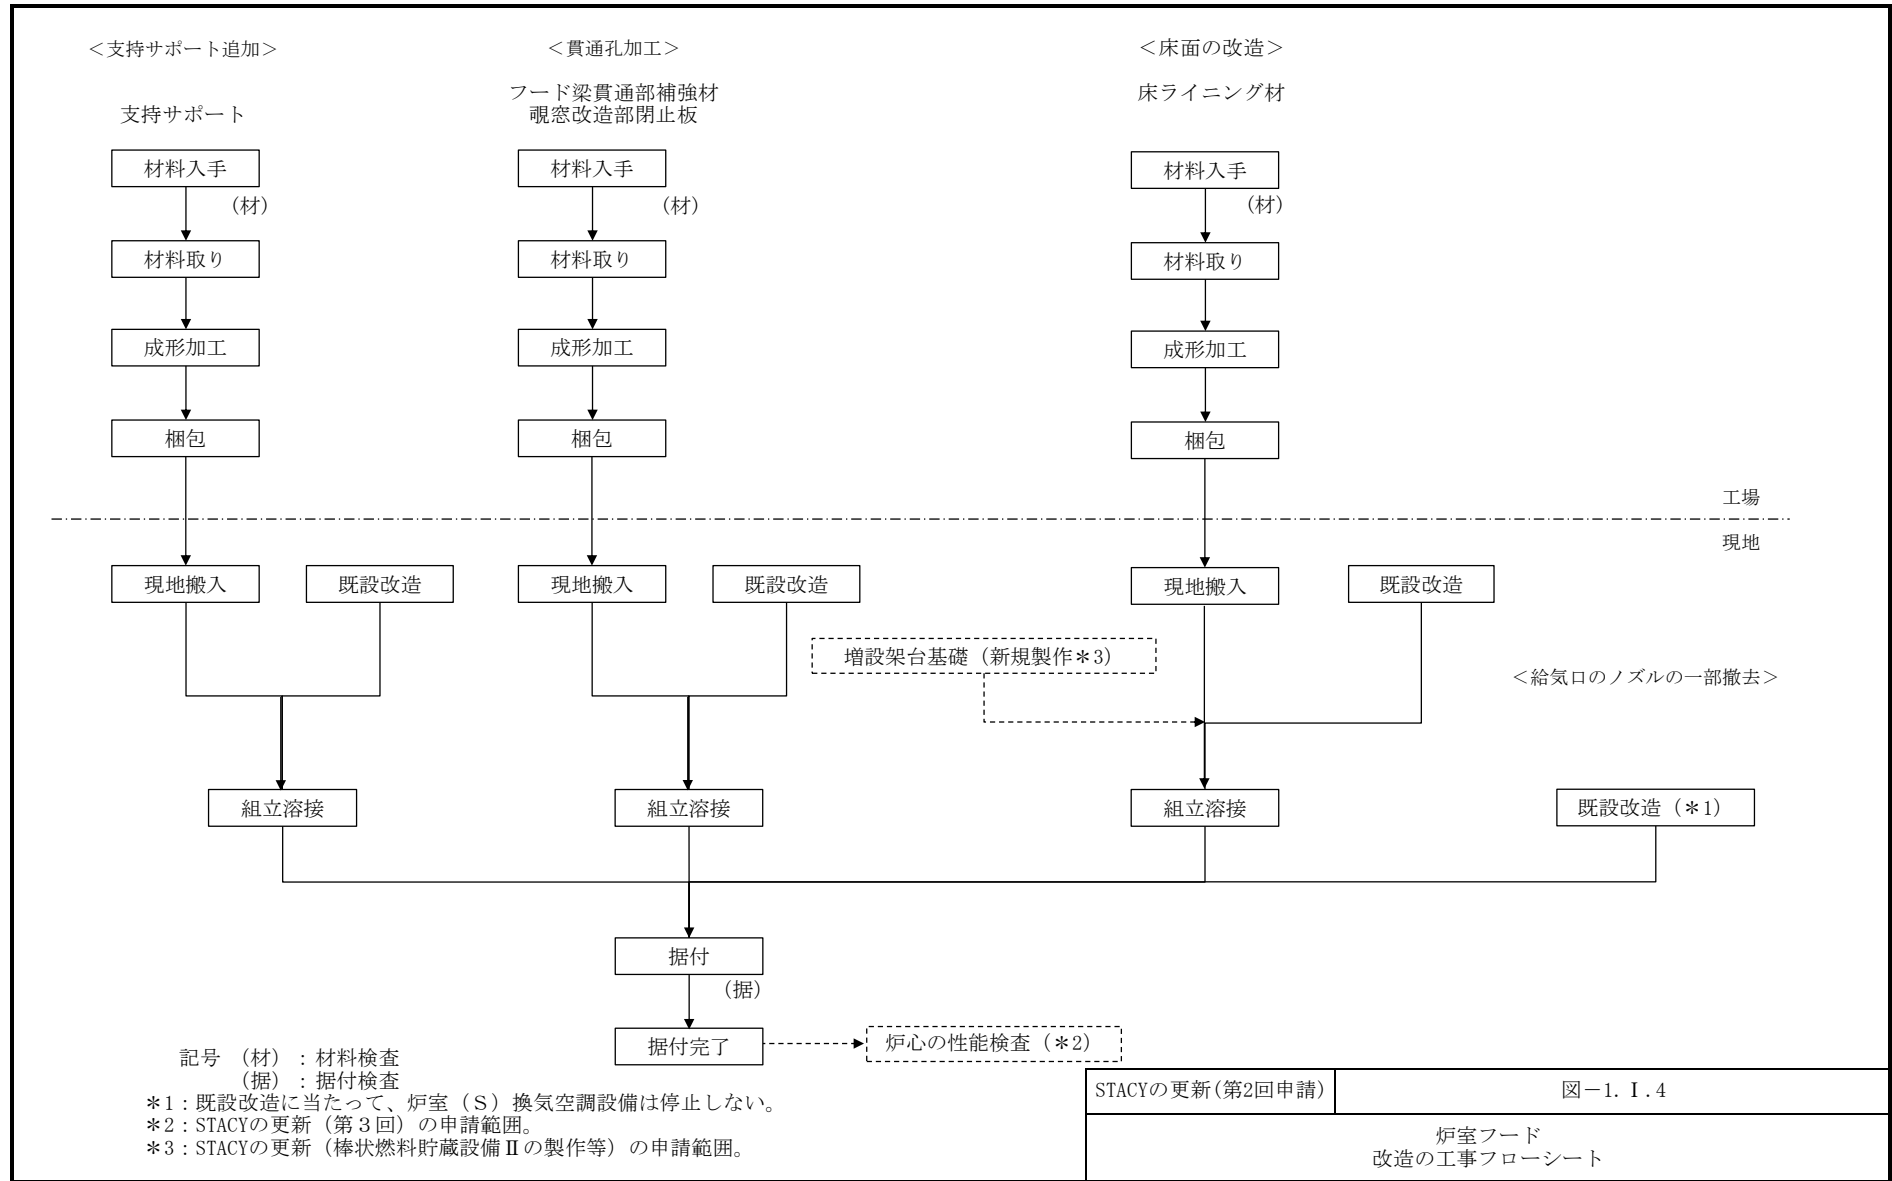 ＜支持サポート追加＞
＜貫通孔加工＞
＜床面の改造＞
支持サポート
フード梁貫通部補強材
覗窓改造部閉止板
床ライニング材
材料入手
材料入手
材料入手
(材)
(材)
(材)
材料取り
材料取り
材料取り
成形加工
成形加工
成形加工
梱包
梱包
梱包
工場
現地
現地搬入
既設改造
現地搬入
既設改造
現地搬入
既設改造
増設架台基礎（新規製作＊3）
＜給気口のノズルの一部撤去＞
組立溶接
組立溶接
組立溶接
既設改造（＊1）
据付
(据)
据付完了
炉心の性能検査（＊2）
記号 （材）：材料検査
（据）：据付検査
＊1：既設改造に当たって、炉室（Ｓ）換気空調設備は停止しない。
＊2：STACYの更新（第３回）の申請範囲。
＊3：STACYの更新（棒状燃料貯蔵設備Ⅱの製作等）の申請範囲。
STACYの更新(第2回申請)
図－1.Ⅰ.4
炉室フード
改造の工事フローシート